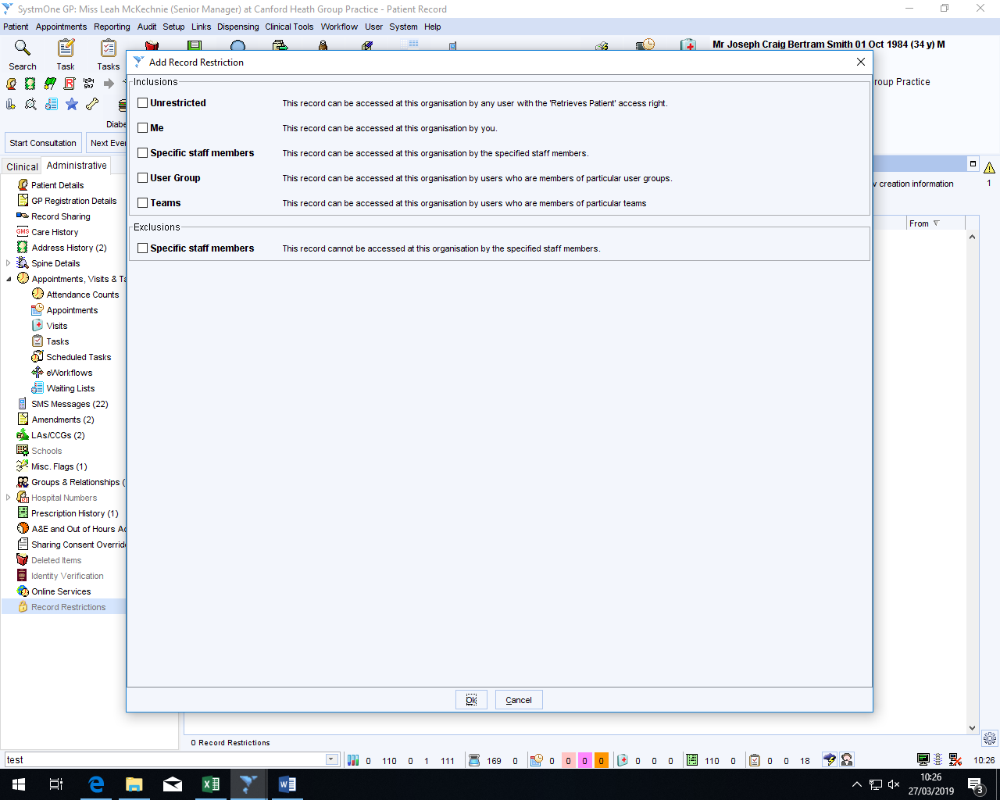 SystmOne GP: Miss Leah McKechnie (Senior Manager) at Canford Heath Group Practice - Patient Record
Patient Appointments Reporting Audit Setup Links Dispensing Clinical Tools Workflow User System Help
Search Task Tasks
Mr Joseph Craig Bertram Smith 01 Oct 1984 (34 y) M
roup Practice
Diabe
Start Consultation Next Ever
Clinical Administrative
Patient Details
GP Registration Details
Record Sharing
Care History
Address History (2)
Spine Details
Appointments, Visits & Ta
Attendance Counts
Appointments
Visits
Tasks
Scheduled Tasks
eWorkflows
Waiting Lists
SMS Messages (22)
Amendments (2)
LAs/CCGs (2)
Schools
Misc. Flags (1)
Groups & Relationships (
Hospital Numbers
Prescription History (1)
A&E and Out of Hours Ac
Sharing Consent Override
Deleted Items
Identity Verification
Online Services
Record Restrictions
Add Record Restriction
Inclusions
Unrestricted This record can be accessed at this organisation by any user with the 'Retrieves Patient' access right.
Me This record can be accessed at this organisation by you.
Specific staff members This record can be accessed at this organisation by the specified staff members.
User Group This record can be accessed at this organisation by users who are members of particular user groups.
Teams This record can be accessed at this organisation by users who are members of particular teams
Exclusions
Specific staff members This record cannot be accessed at this organisation by the specified staff members.
Ok Cancel
1
creation information
From
0 Record Restrictions
test 0 110 0 1 111 169 0 0 0 0 0 0 0 0 110 0 0 0 18 10:26
10:26
27/03/2019
3